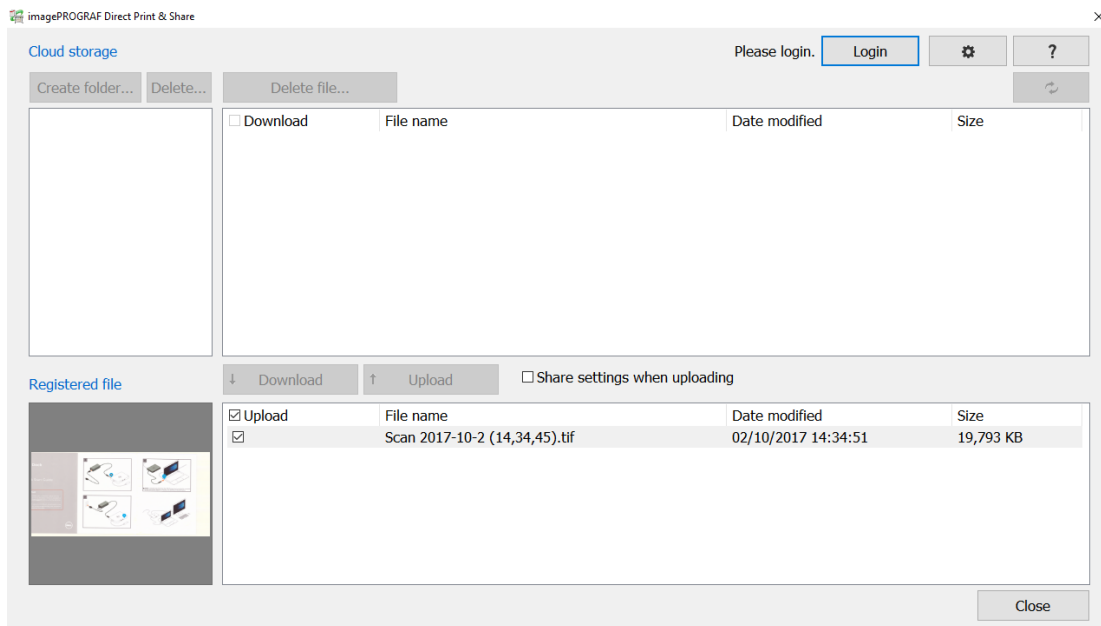 imagePROGRAF Direct Print & Share
Cloud storage
Please login. Login ?
Create folder... Delete... Delete file...
Download File name Date modified Size
Registered file
↓ Download ↑ Upload Share settings when uploading
Upload File name Date modified Size
Scan 2017-10-2 (14,34,45).tif 02/10/2017 14:34:51 19,793 KB
Close